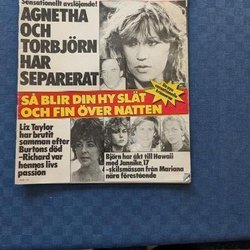 Sensationellt avslöjande!
AGNETHA
OCH
TORBJÖRN
HAR
SEPARERAT
SÅ BLIR DIN HY SLÄT
OCH FIN ÖVER NATTEN
Liz Taylor
har brutit
samman efter
Burtons död
–Richard var
hennes livs
passion
Björn har åkt till Hawaii
med Jannike, 17
-skilsmässan från Mariana
nära förestående